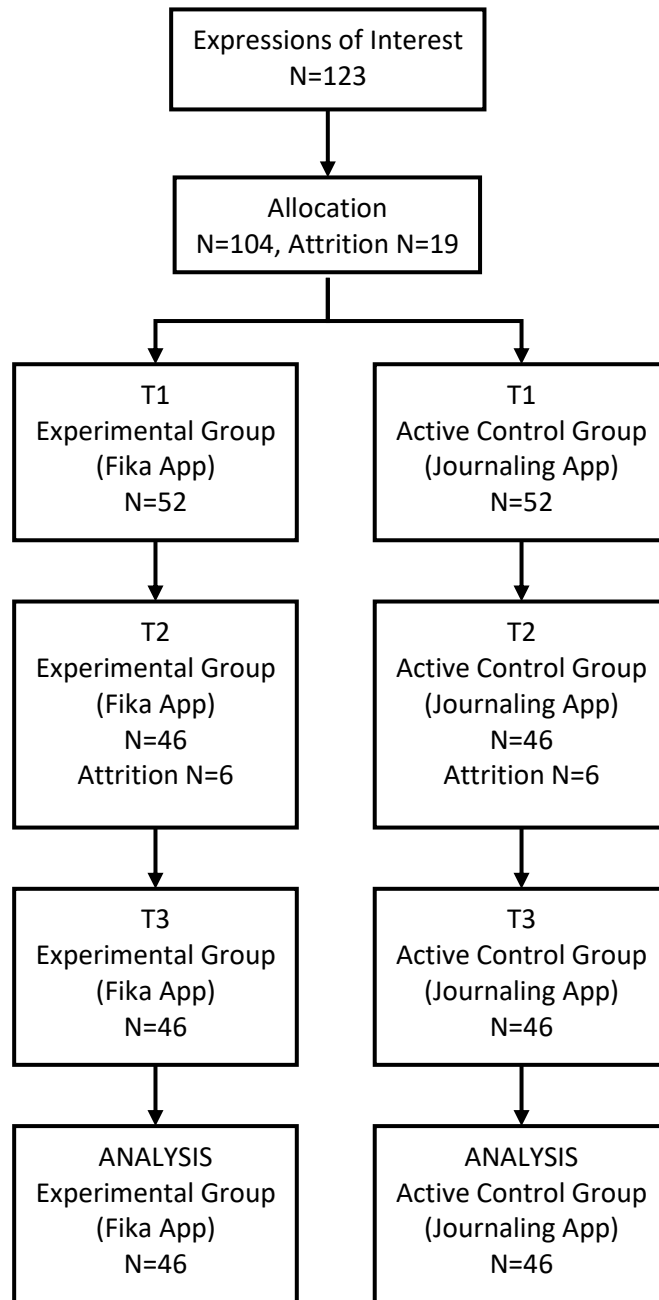 Expressions of Interest
N=123
Allocation
N=104, Attrition N=19
T1
Experimental Group
(Fika App)
N=52
T1
Active Control Group
(Journaling App)
N=52
T2
Experimental Group
(Fika App)
N=46
Attrition N=6
T2
Active Control Group
(Journaling App)
N=46
Attrition N=6
T3
Experimental Group
(Fika App)
N=46
T3
Active Control Group
(Journaling App)
N=46
ANALYSIS
Experimental Group
(Fika App)
N=46
ANALYSIS
Active Control Group
(Journaling App)
N=46